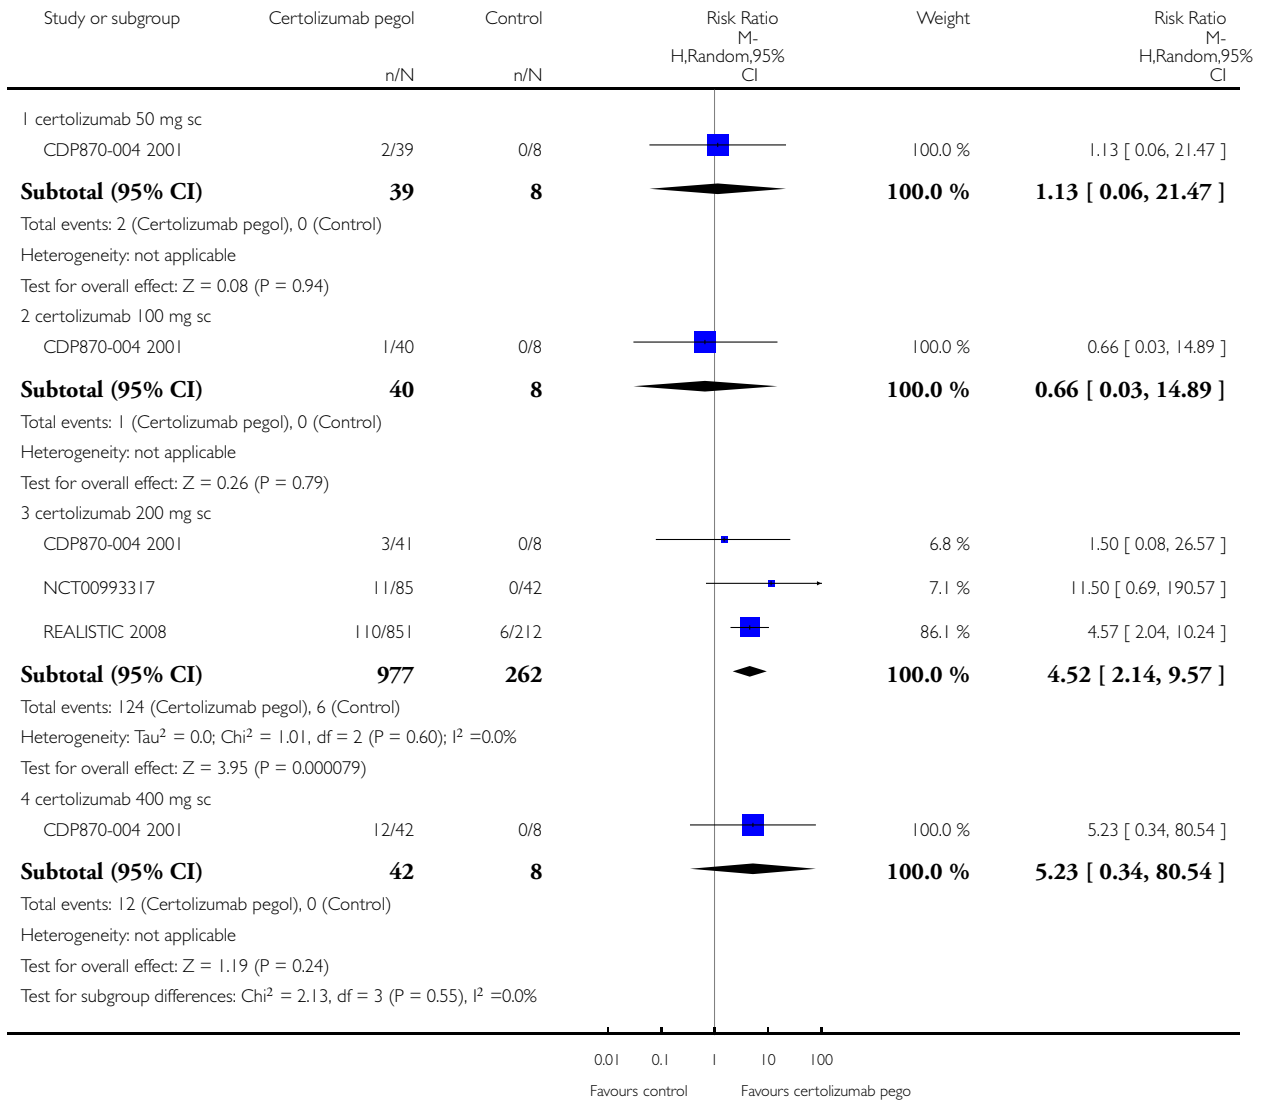 Study or subgroup Certolizumab pegol Control Risk Ratio Weight Risk Ratio
M- M-
H,Random,95% H,Random,95%
n/N n/N CI CI
1 certolizumab 50 mg sc
CDP870-004 2001 2/39 0/8 100.0 % 1.13 [ 0.06, 21.47 ]
Subtotal (95% CI) 39 8 100.0 % 1.13 [ 0.06, 21.47 ]
Total events: 2 (Certolizumab pegol), 0 (Control)
Heterogeneity: not applicable
Test for overall effect: Z = 0.08 (P = 0.94)
2 certolizumab 100 mg sc
CDP870-004 2001 1/40 0/8 100.0 % 0.66 [ 0.03, 14.89 ]
Subtotal (95% CI) 40 8 100.0 % 0.66 [ 0.03, 14.89 ]
Total events: 1 (Certolizumab pegol), 0 (Control)
Heterogeneity: not applicable
Test for overall effect: Z = 0.26 (P = 0.79)
3 certolizumab 200 mg sc
CDP870-004 2001 3/41 0/8 6.8 % 1.50 [ 0.08, 26.57 ]
NCT00993317 11/85 0/42 7.1 % 11.50 [ 0.69, 190.57 ]
REALISTIC 2008 110/851 6/212 86.1 % 4.57 [ 2.04, 10.24 ]
Subtotal (95% CI) 977 262 100.0 % 4.52 [ 2.14, 9.57 ]
Total events: 124 (Certolizumab pegol), 6 (Control)
Heterogeneity: Tau² = 0.0; Chi² = 1.01, df = 2 (P = 0.60); I² =0.0%
Test for overall effect: Z = 3.95 (P = 0.000079)
4 certolizumab 400 mg sc
CDP870-004 2001 12/42 0/8 100.0 % 5.23 [ 0.34, 80.54 ]
Subtotal (95% CI) 42 8 100.0 % 5.23 [ 0.34, 80.54 ]
Total events: 12 (Certolizumab pegol), 0 (Control)
Heterogeneity: not applicable
Test for overall effect: Z = 1.19 (P = 0.24)
Test for subgroup differences: Chi² = 2.13, df = 3 (P = 0.55), I² =0.0%
0.01 0.1 1 10 100
Favours control Favours certolizumab pego